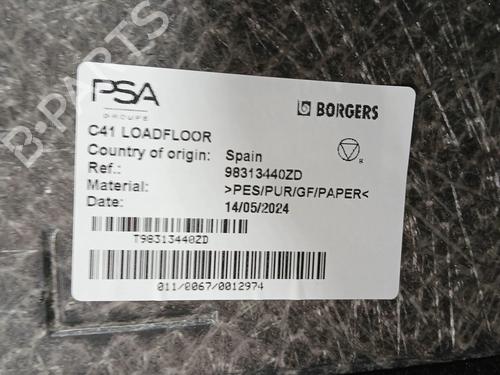 PSA
GROUPE
BORGERS
C41 LOADFLOOR
Country of origin: Spain
Ref.: 98313440ZD
Material: >PES/PUR/GF/PAPER<
Date: 14/05/2024
T98313440ZD
011/0067/0012974
B-PARTS